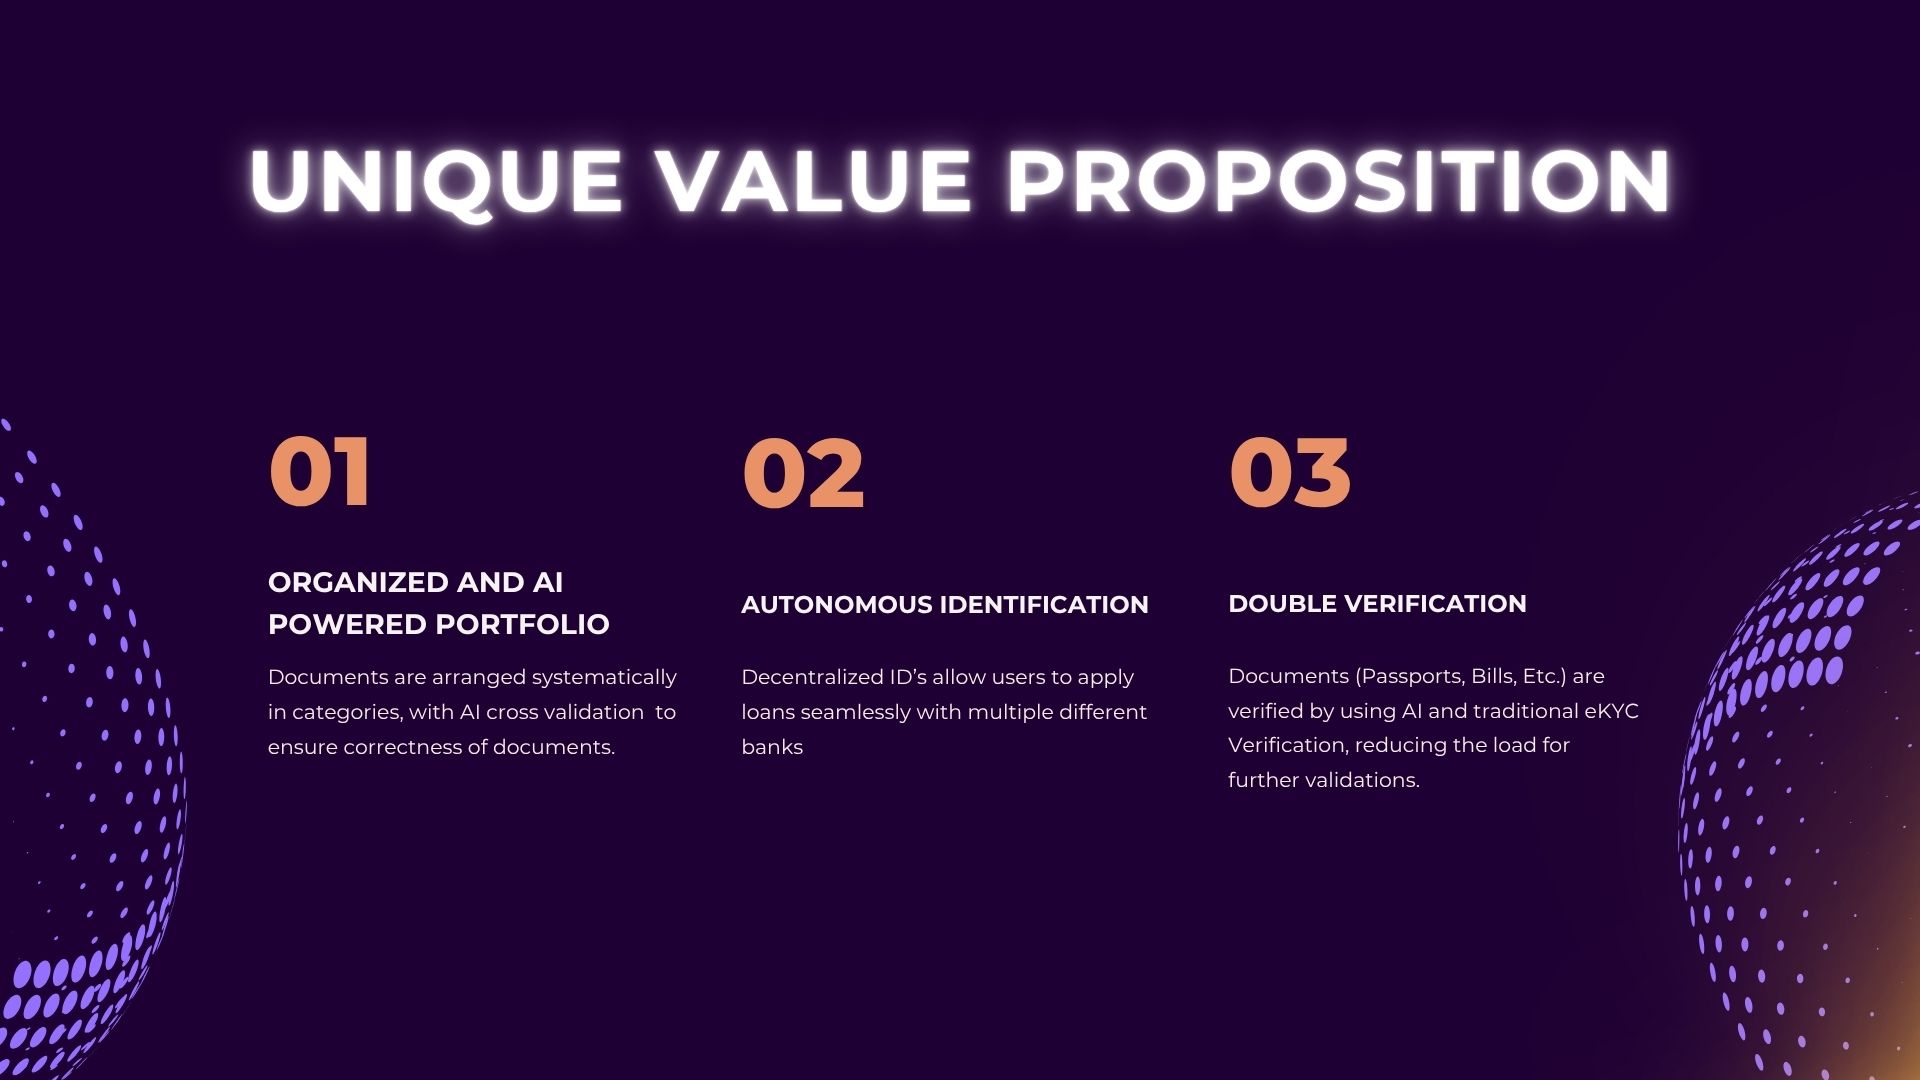 UNIQUE VALUE PROPOSITION
01
ORGANIZED AND AI
POWERED PORTFOLIO
Documents are arranged systematically
in categories, with AI cross validation  to
ensure correctness of documents.
02
AUTONOMOUS IDENTIFICATION
Decentralized ID’s allow users to apply
loans seamlessly with multiple different
banks
03
DOUBLE VERIFICATION
Documents (Passports, Bills, Etc.) are
verified by using AI and traditional eKYC
Verification, reducing the load for
further validations.